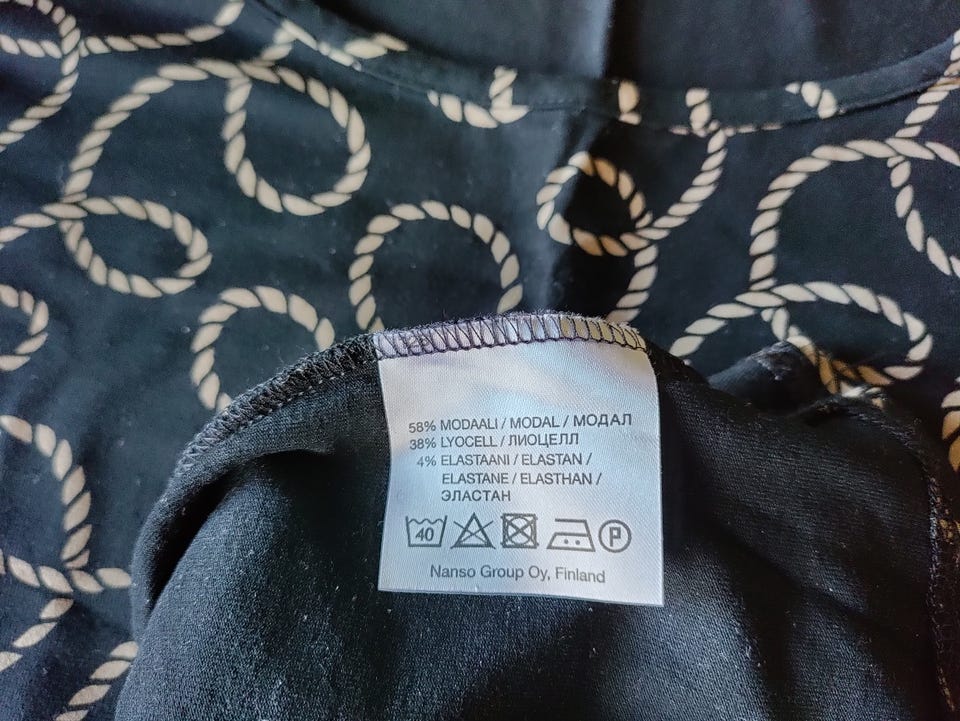 58% MODAALI / MODAL / МОДАЛ
38% LYOCELL / ЛИОЦЕЛЛ
4% ELASTAANI / ELASTAN /
ELASTANE / ELASTHAN /
ЭЛАСТАН
40 P
Nanso Group Oy, Finland